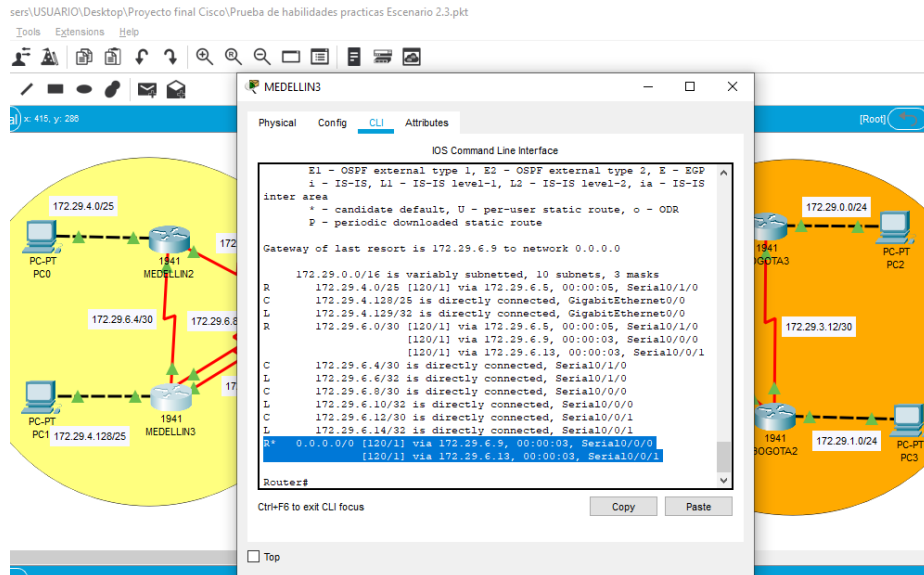 sers\USUARIO\Desktop\Proyecto final Cisco\Prueba de habilidades practicas Escenario 2.3.pkt
Tools Extensions Help
MEDELLIN3
x: 415, y: 286
[Root]
Physical Config CLI Attributes
IOS Command Line Interface
E1 - OSPF external type 1, E2 - OSPF external type 2, E - EGP
i - IS-IS, L1 - IS-IS level-1, L2 - IS-IS level-2, ia - IS-IS
inter area
* - candidate default, U - per-user static route, o - ODR
P - periodic downloaded static route
Gateway of last resort is 172.29.6.9 to network 0.0.0.0
172.29.0.0/16 is variably subnetted, 10 subnets, 3 masks
R 172.29.4.0/25 [120/1] via 172.29.6.5, 00:00:05, Serial0/1/0
C 172.29.4.128/25 is directly connected, GigabitEthernet0/0
L 172.29.4.129/32 is directly connected, GigabitEthernet0/0
R 172.29.6.0/30 [120/1] via 172.29.6.5, 00:00:05, Serial0/1/0
[120/1] via 172.29.6.9, 00:00:03, Serial0/0/0
[120/1] via 172.29.6.13, 00:00:03, Serial0/0/1
C 172.29.6.4/30 is directly connected, Serial0/1/0
L 172.29.6.6/32 is directly connected, Serial0/1/0
C 172.29.6.8/30 is directly connected, Serial0/0/0
L 172.29.6.10/32 is directly connected, Serial0/0/0
C 172.29.6.12/30 is directly connected, Serial0/0/1
L 172.29.6.14/32 is directly connected, Serial0/0/1
R* 0.0.0.0/0 [120/1] via 172.29.6.9, 00:00:03, Serial0/0/0
[120/1] via 172.29.6.13, 00:00:03, Serial0/0/1
Router#
Ctrl+F6 to exit CLI focus
Copy
Paste
Top
172.29.4.0/25
PC-PT
PC0
1941
MEDELLIN2
172
172.29.6.4/30
172.29.6.8
17
PC-PT
PC1
172.29.4.128/25
1941
MEDELLIN3
172.29.0.0/24
1941
OGOTA3
PC-PT
PC2
172.29.3.12/30
1941
OGOTA2
172.29.1.0/24
PC-PT
PC3